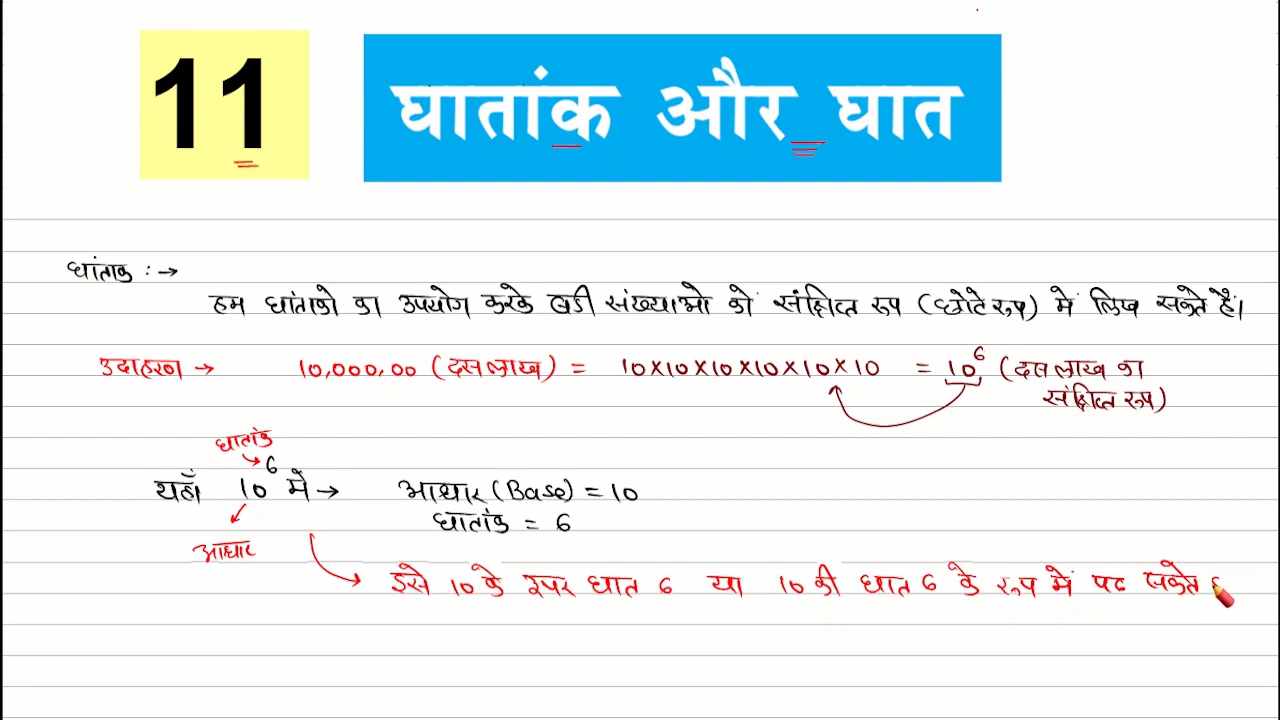 11 घातांक और घात
घांताक :→
हम घांताको का उपयोग करके बडी संख्याओ को संक्षिप्त रूप (छोटे रूप) में लिख सकते हैं।
उदाहरण → 10,000,00 (दस लाख) = 10×10×10×10×10×10 = 10⁶ (दस लाख का
संक्षिप्त रूप)
घातांक
यहाँ 10⁶ में → आधार (Base) = 10
घातांक = 6
आधार
इसे 10 के उपर घात 6 या 10 की घात 6 के रूप में पढ सकते